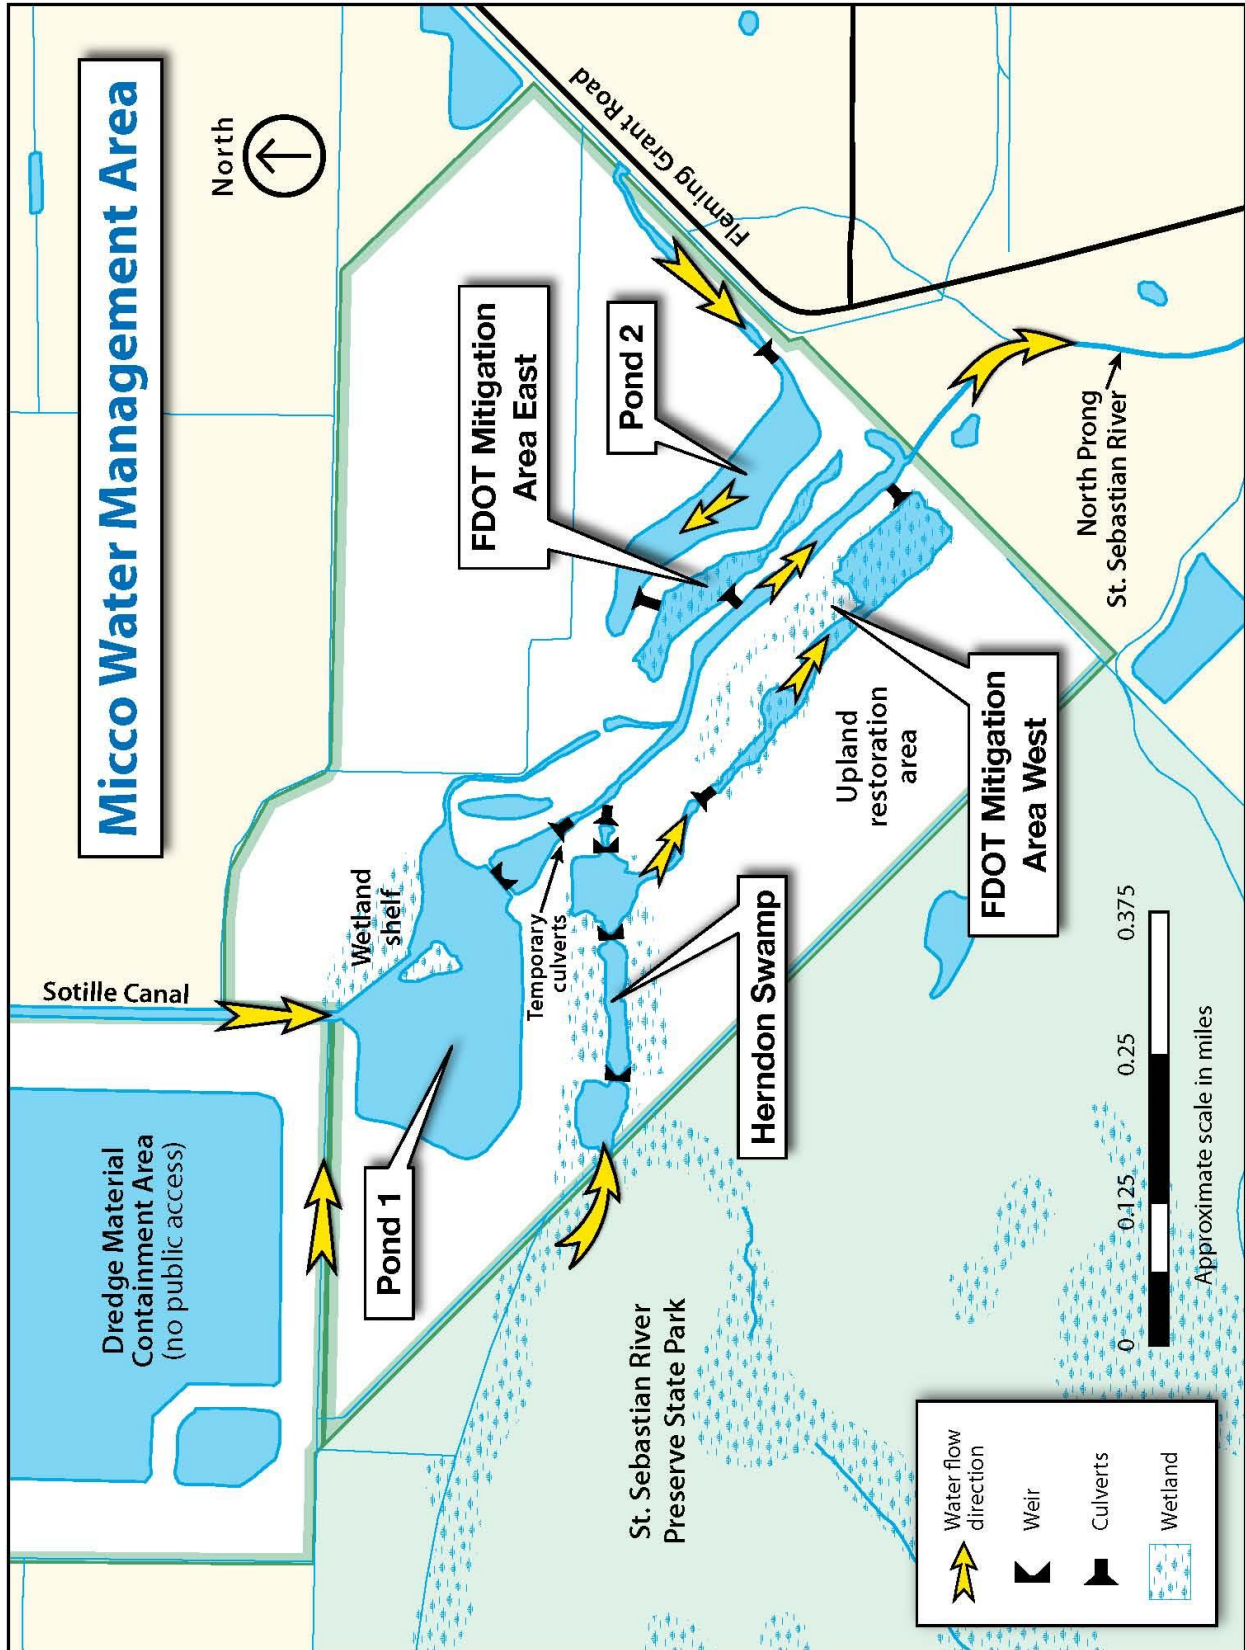 Micco Water Management Area
North
Dredge Material
Containment Area
(no public access)
Sotille Canal
Wetland
shelf
Pond 1
Temporary
culverts
FDOT Mitigation
Area East
Pond 2
Fleming Grant Road
Herndon Swamp
Upland
restoration
area
FDOT Mitigation
Area West
North Prong
St. Sebastian River
St. Sebastian River
Preserve State Park
Water flow
direction
Weir
Culverts
Wetland
0 0.125 0.25 0.375
Approximate scale in miles